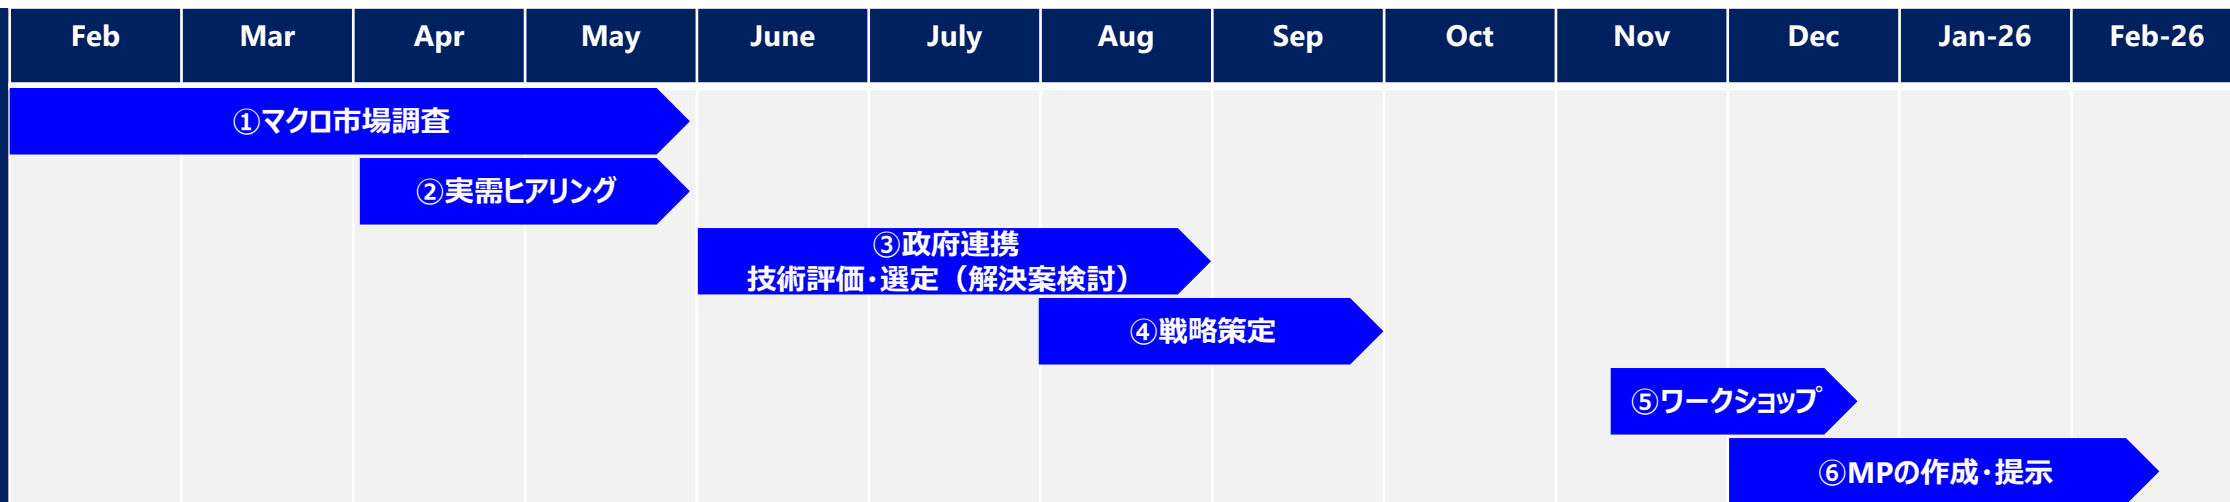 Feb Mar Apr May June July Aug Sep Oct Nov Dec Jan-26 Feb-26
①マクロ市場調査
②実需ヒアリング
③政府連携
技術評価・選定（解決案検討）
④戦略策定
⑤ワークショップ
⑥MPの作成・提示